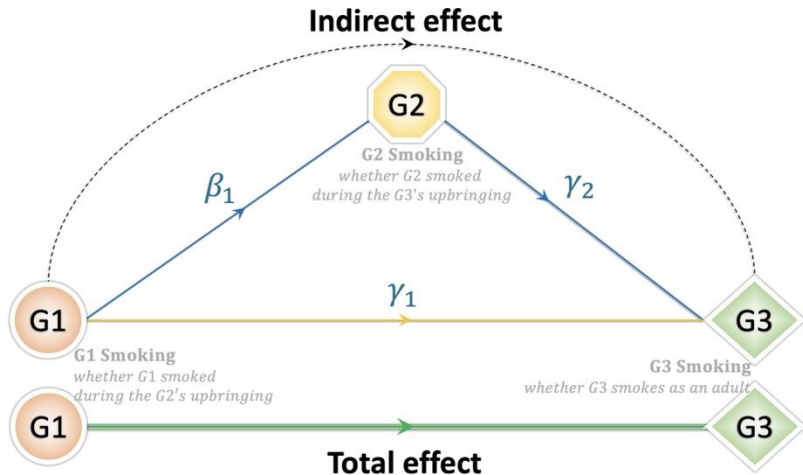 Indirect effect
G2
G2 Smoking
whether G2 smoked
during the G3's upbringing
β₁
γ₂
γ₁
G1
G3
G1 Smoking
whether G1 smoked
during the G2's upbringing
G3 Smoking
whether G3 smokes as an adult
G1
G3
Total effect